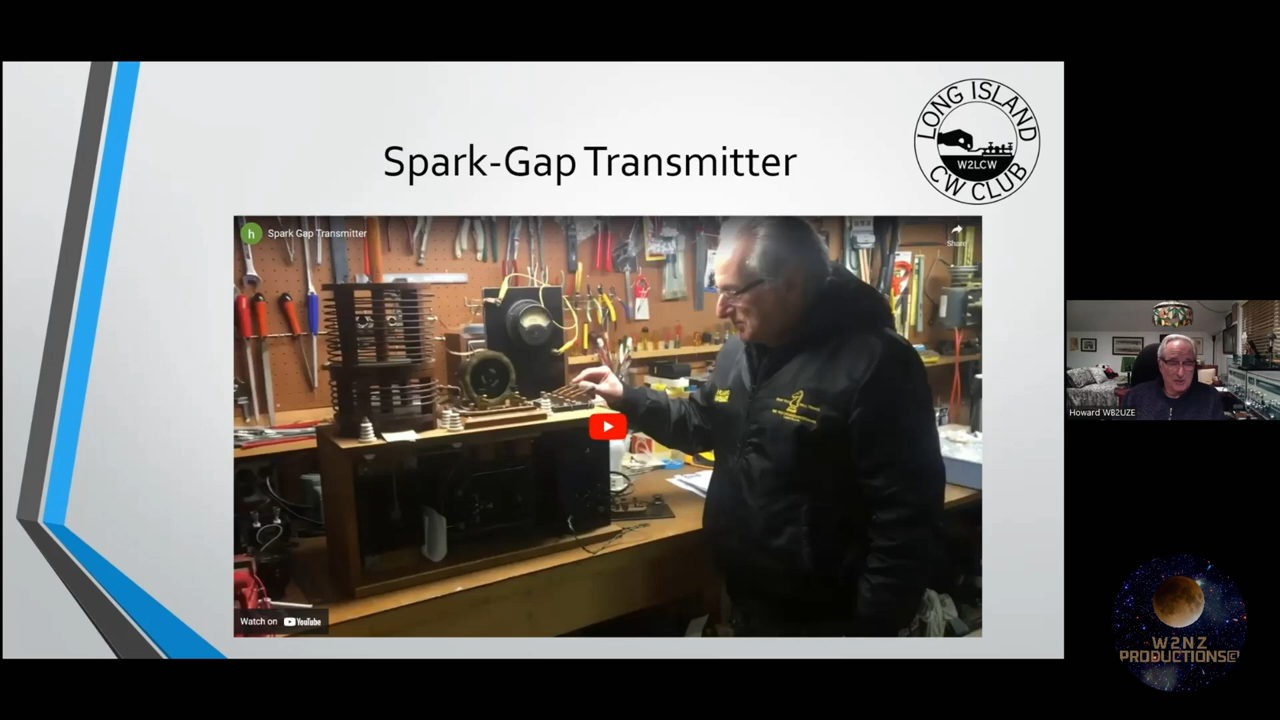 Spark-Gap Transmitter
LONG ISLAND
W2LCW
CW CLUB
h
Spark Gap Transmitter
Share
Watch on YouTube
Howard WB2UZE
W2NZ
PRODUCTIONS©